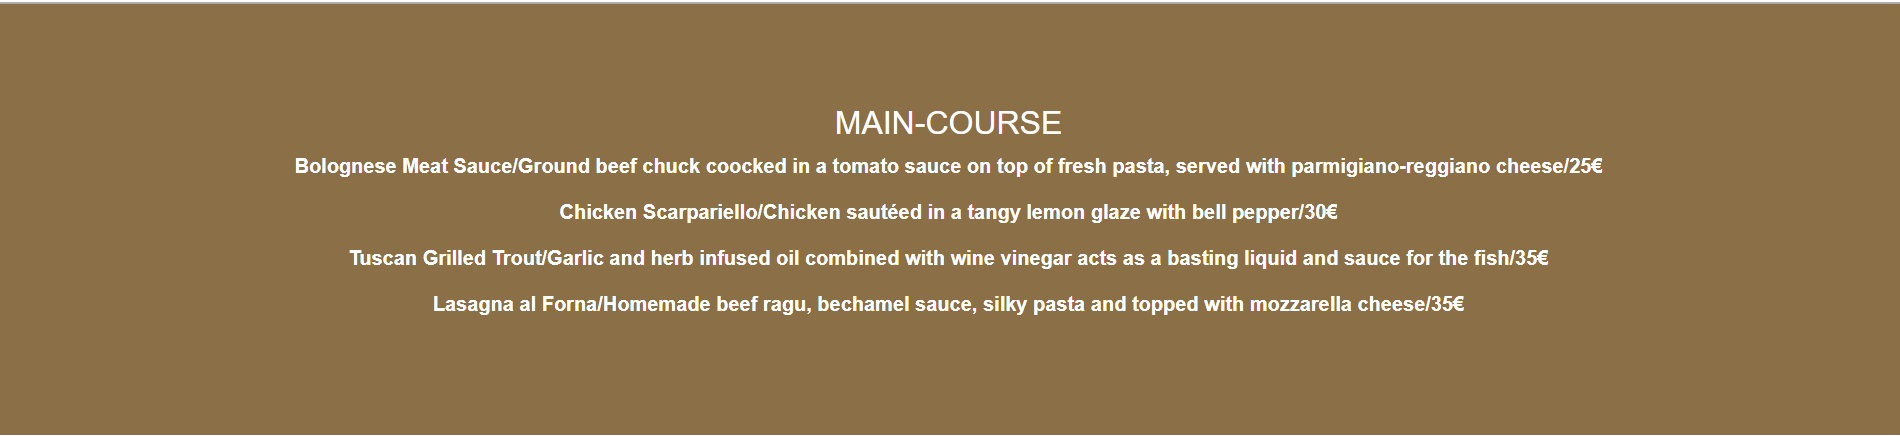 MAIN-COURSE
Bolognese Meat Sauce/Ground beef chuck coocked in a tomato sauce on top of fresh pasta, served with parmigiano-reggiano cheese/25€
Chicken Scarpariello/Chicken sautéed in a tangy lemon glaze with bell pepper/30€
Tuscan Grilled Trout/Garlic and herb infused oil combined with wine vinegar acts as a basting liquid and sauce for the fish/35€
Lasagna al Forna/Homemade beef ragu, bechamel sauce, silky pasta and topped with mozzarella cheese/35€